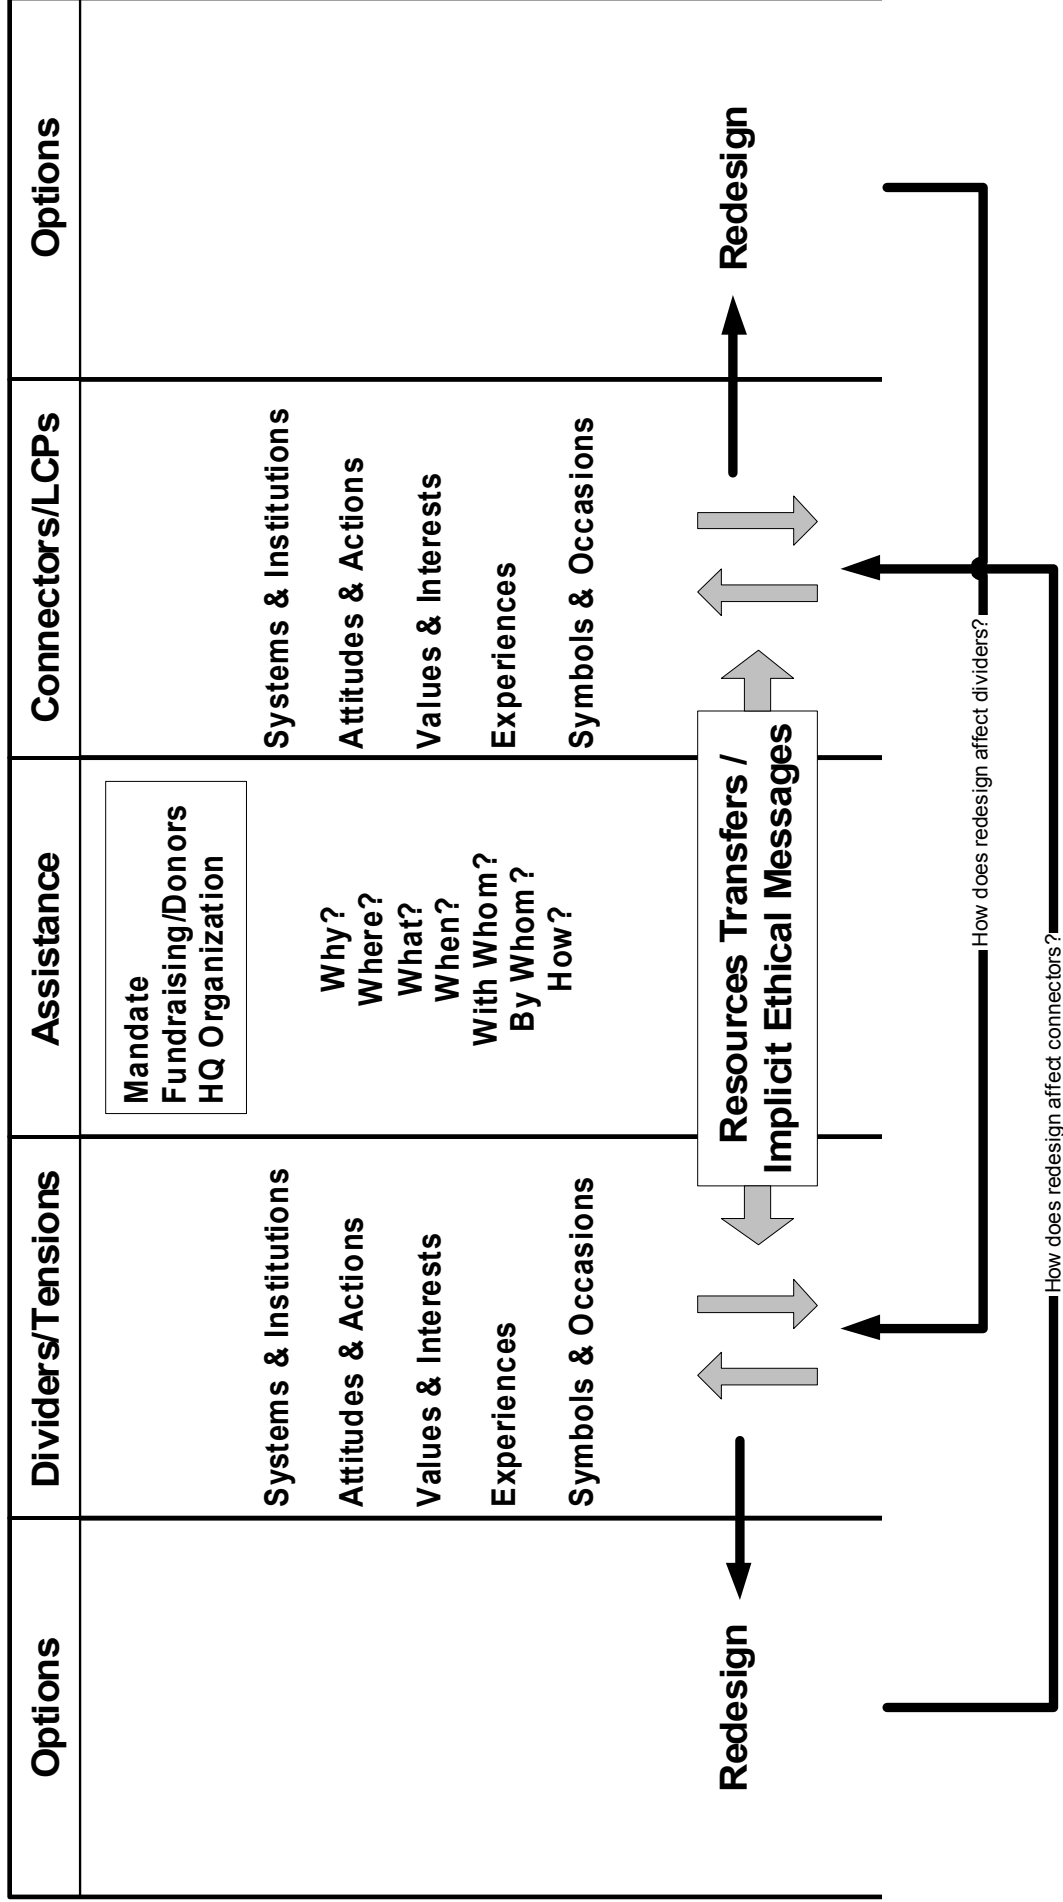 Options
Dividers/Tensions
Assistance
Connectors/LCPs
Options
Mandate
Fundraising/Donors
HQ Organization
Systems & Institutions
Attitudes & Actions
Values & Interests
Experiences
Symbols & Occasions
Why?
Where?
What?
When?
With Whom?
By Whom?
How?
Systems & Institutions
Attitudes & Actions
Values & Interests
Experiences
Symbols & Occasions
Redesign
Resources Transfers /
Implicit Ethical Messages
Redesign
How does redesign affect dividers?
How does redesign affect connectors?